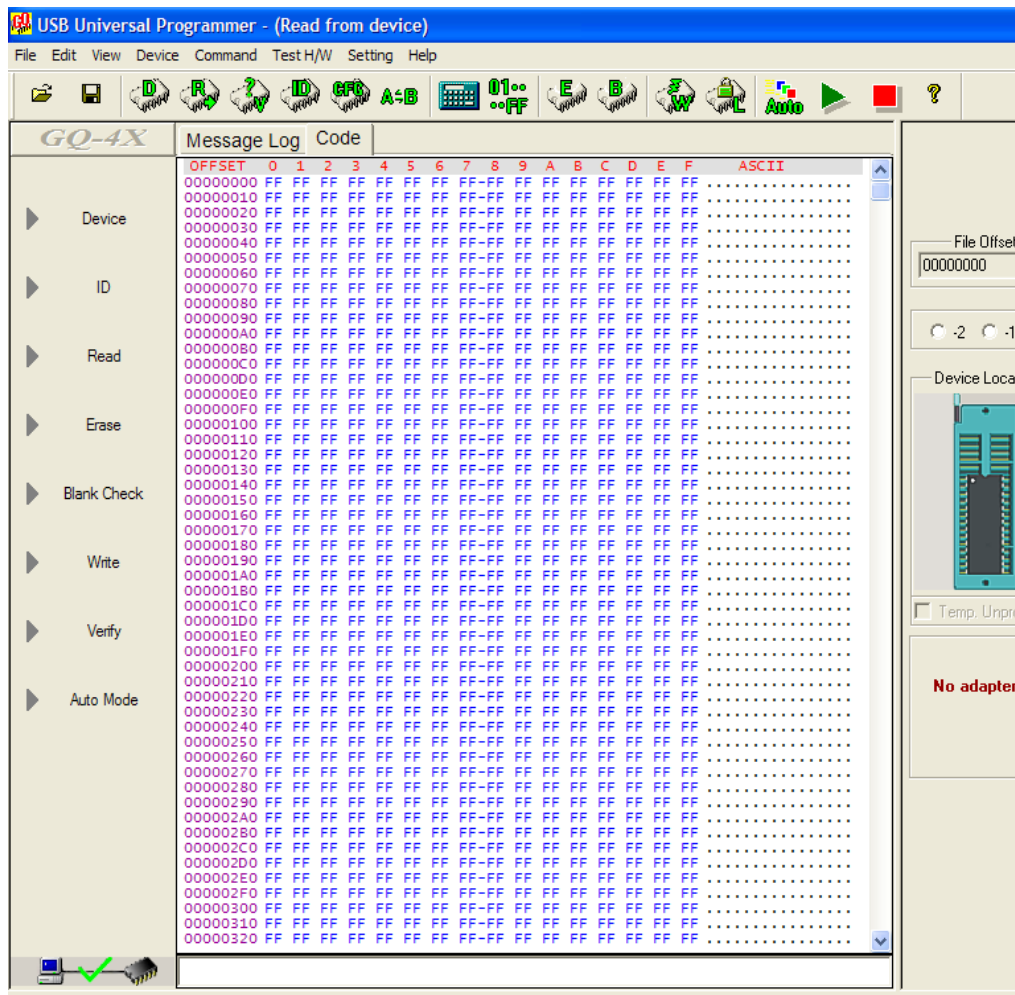 USB Universal Programmer - (Read from device)
File Edit View Device Command Test H/W Setting Help
D R ? V ID CFG A÷B 01•• ••FF E B W L Auto ?
GQ-4X
Message Log Code
Device
ID
Read
Erase
Blank Check
Write
Verify
Auto Mode
OFFSET 0 1 2 3 4 5 6 7 8 9 A B C D E F ASCII
00000000 FF FF FF FF FF FF FF FF-FF FF FF FF FF FF FF FF ................
00000010 FF FF FF FF FF FF FF FF-FF FF FF FF FF FF FF FF ................
00000020 FF FF FF FF FF FF FF FF-FF FF FF FF FF FF FF FF ................
00000030 FF FF FF FF FF FF FF FF-FF FF FF FF FF FF FF FF ................
00000040 FF FF FF FF FF FF FF FF-FF FF FF FF FF FF FF FF ................
00000050 FF FF FF FF FF FF FF FF-FF FF FF FF FF FF FF FF ................
00000060 FF FF FF FF FF FF FF FF-FF FF FF FF FF FF FF FF ................
00000070 FF FF FF FF FF FF FF FF-FF FF FF FF FF FF FF FF ................
00000080 FF FF FF FF FF FF FF FF-FF FF FF FF FF FF FF FF ................
00000090 FF FF FF FF FF FF FF FF-FF FF FF FF FF FF FF FF ................
000000A0 FF FF FF FF FF FF FF FF-FF FF FF FF FF FF FF FF ................
000000B0 FF FF FF FF FF FF FF FF-FF FF FF FF FF FF FF FF ................
000000C0 FF FF FF FF FF FF FF FF-FF FF FF FF FF FF FF FF ................
000000D0 FF FF FF FF FF FF FF FF-FF FF FF FF FF FF FF FF ................
000000E0 FF FF FF FF FF FF FF FF-FF FF FF FF FF FF FF FF ................
000000F0 FF FF FF FF FF FF FF FF-FF FF FF FF FF FF FF FF ................
00000100 FF FF FF FF FF FF FF FF-FF FF FF FF FF FF FF FF ................
00000110 FF FF FF FF FF FF FF FF-FF FF FF FF FF FF FF FF ................
00000120 FF FF FF FF FF FF FF FF-FF FF FF FF FF FF FF FF ................
00000130 FF FF FF FF FF FF FF FF-FF FF FF FF FF FF FF FF ................
00000140 FF FF FF FF FF FF FF FF-FF FF FF FF FF FF FF FF ................
00000150 FF FF FF FF FF FF FF FF-FF FF FF FF FF FF FF FF ................
00000160 FF FF FF FF FF FF FF FF-FF FF FF FF FF FF FF FF ................
00000170 FF FF FF FF FF FF FF FF-FF FF FF FF FF FF FF FF ................
00000180 FF FF FF FF FF FF FF FF-FF FF FF FF FF FF FF FF ................
00000190 FF FF FF FF FF FF FF FF-FF FF FF FF FF FF FF FF ................
000001A0 FF FF FF FF FF FF FF FF-FF FF FF FF FF FF FF FF ................
000001B0 FF FF FF FF FF FF FF FF-FF FF FF FF FF FF FF FF ................
000001C0 FF FF FF FF FF FF FF FF-FF FF FF FF FF FF FF FF ................
000001D0 FF FF FF FF FF FF FF FF-FF FF FF FF FF FF FF FF ................
000001E0 FF FF FF FF FF FF FF FF-FF FF FF FF FF FF FF FF ................
000001F0 FF FF FF FF FF FF FF FF-FF FF FF FF FF FF FF FF ................
00000200 FF FF FF FF FF FF FF FF-FF FF FF FF FF FF FF FF ................
00000210 FF FF FF FF FF FF FF FF-FF FF FF FF FF FF FF FF ................
00000220 FF FF FF FF FF FF FF FF-FF FF FF FF FF FF FF FF ................
00000230 FF FF FF FF FF FF FF FF-FF FF FF FF FF FF FF FF ................
00000240 FF FF FF FF FF FF FF FF-FF FF FF FF FF FF FF FF ................
00000250 FF FF FF FF FF FF FF FF-FF FF FF FF FF FF FF FF ................
00000260 FF FF FF FF FF FF FF FF-FF FF FF FF FF FF FF FF ................
00000270 FF FF FF FF FF FF FF FF-FF FF FF FF FF FF FF FF ................
00000280 FF FF FF FF FF FF FF FF-FF FF FF FF FF FF FF FF ................
00000290 FF FF FF FF FF FF FF FF-FF FF FF FF FF FF FF FF ................
000002A0 FF FF FF FF FF FF FF FF-FF FF FF FF FF FF FF FF ................
000002B0 FF FF FF FF FF FF FF FF-FF FF FF FF FF FF FF FF ................
000002C0 FF FF FF FF FF FF FF FF-FF FF FF FF FF FF FF FF ................
000002D0 FF FF FF FF FF FF FF FF-FF FF FF FF FF FF FF FF ................
000002E0 FF FF FF FF FF FF FF FF-FF FF FF FF FF FF FF FF ................
000002F0 FF FF FF FF FF FF FF FF-FF FF FF FF FF FF FF FF ................
00000300 FF FF FF FF FF FF FF FF-FF FF FF FF FF FF FF FF ................
00000310 FF FF FF FF FF FF FF FF-FF FF FF FF FF FF FF FF ................
00000320 FF FF FF FF FF FF FF FF-FF FF FF FF FF FF FF FF ................
File Offset
00000000
-2 -1
Device Loca
Temp. Unpr
No adapter